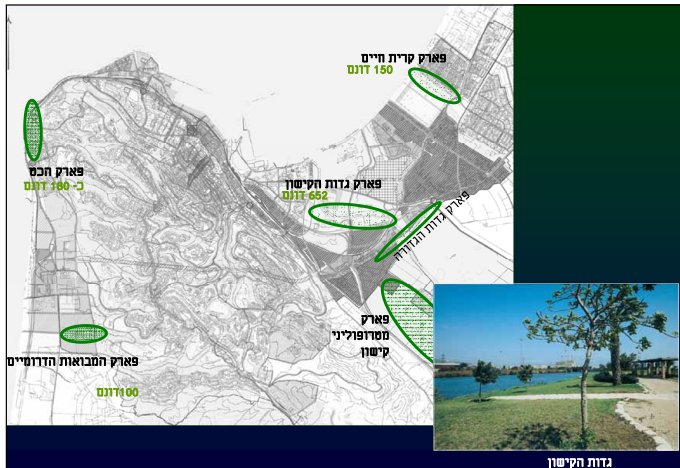 פארק קרית חיים
150 דונם
פארק הכט
כ- 180 דונם
פארק גדות הקישון
652 דונם
פארק גדות הגדורה
פארק
מטרופוליני
קישון
פארק המבואות הדרומיים
100דונם
גדות הקישון